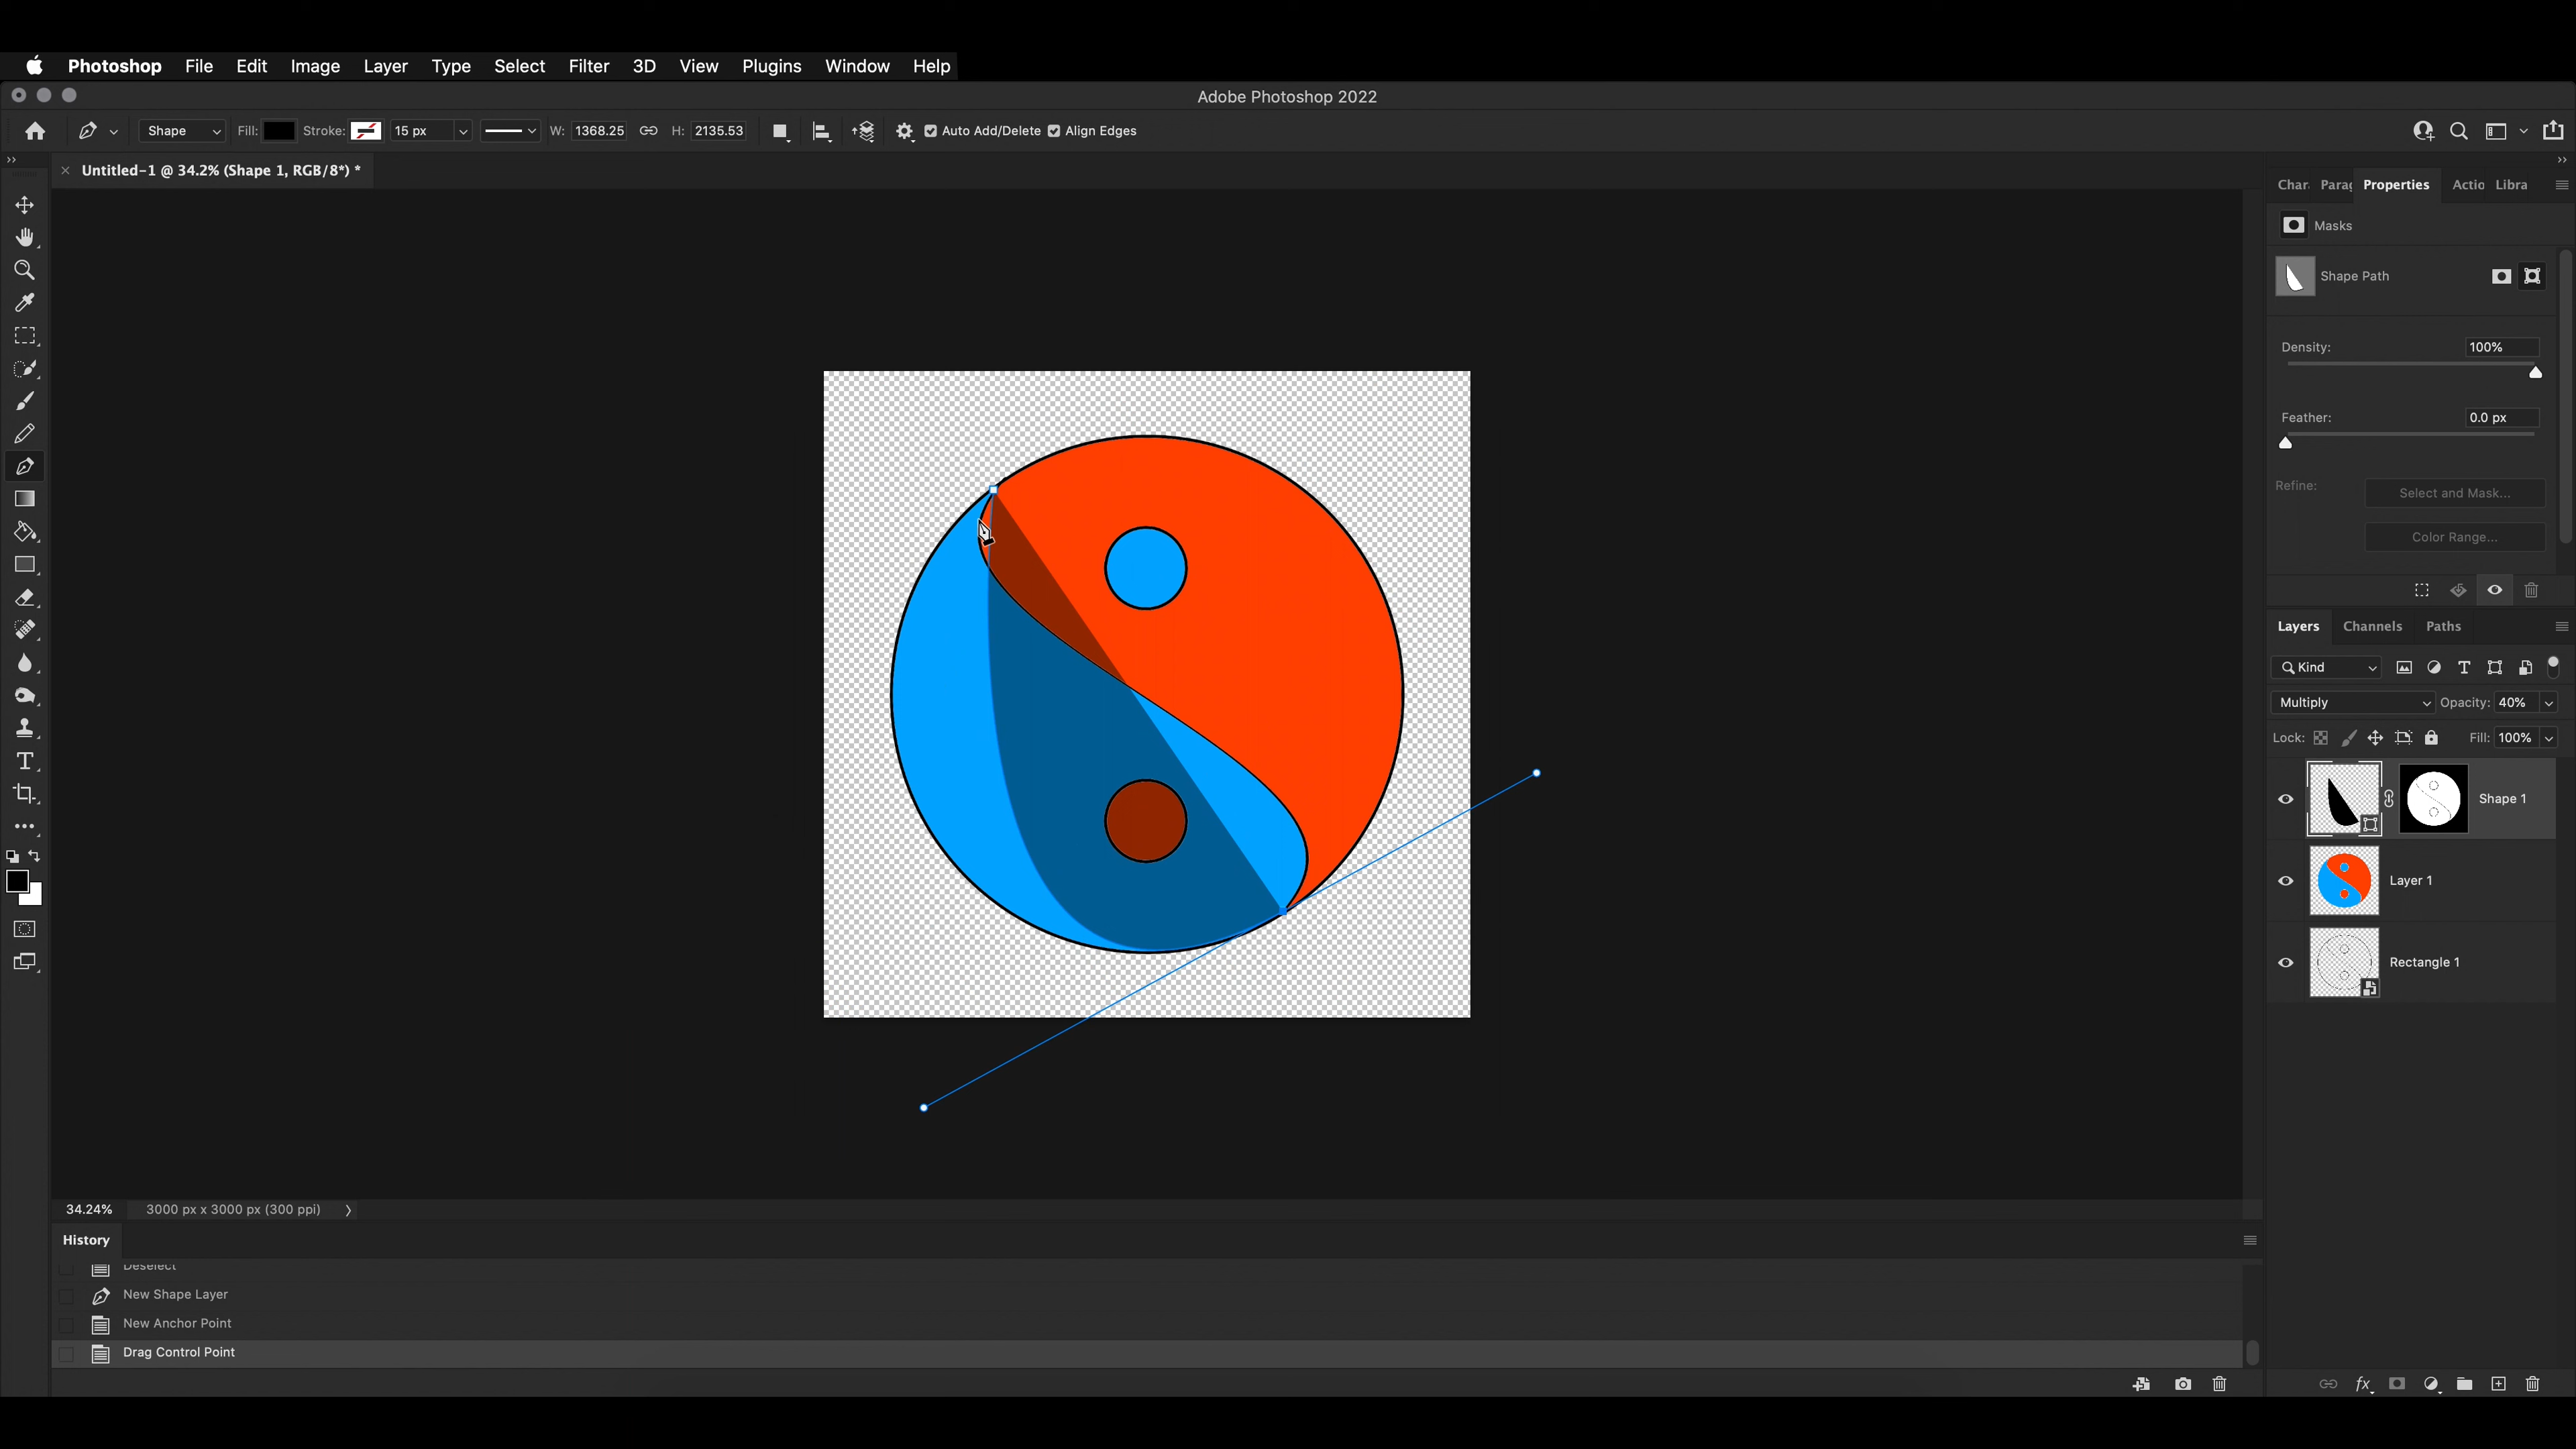 Photoshop File Edit Image Layer Type Select Filter 3D View Plugins Window Help
Adobe Photoshop 2022
Shape Fill: Stroke: 15 px W: 1368.25 H: 2135.53 Auto Add/Delete Align Edges
Untitled-1 @ 34.2% (Shape 1, RGB/8*) *
Char Parag Properties Actio Libra
Masks
Shape Path
Density: 100%
Feather: 0.0 px
Refine: Select and Mask...
Color Range...
Layers Channels Paths
Kind
Multiply Opacity: 40%
Lock: Fill: 100%
Shape 1
Layer 1
Rectangle 1
34.24% 3000 px x 3000 px (300 ppi)
History
Deselect
New Shape Layer
New Anchor Point
Drag Control Point